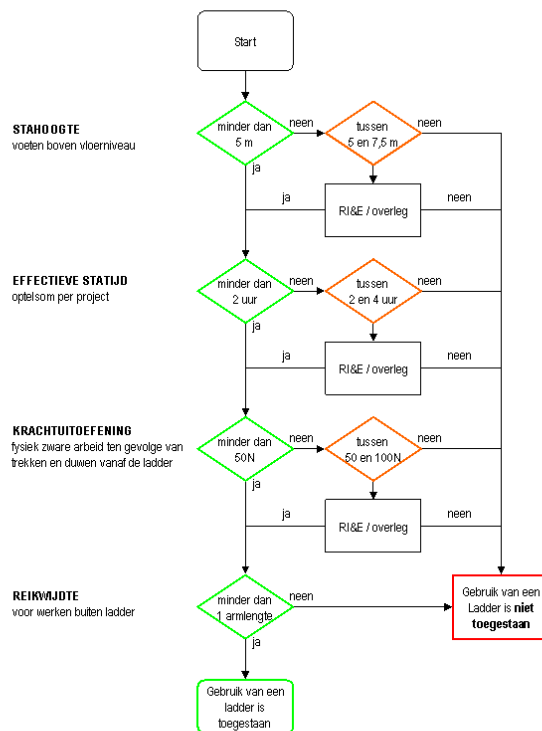 Start
STAHOOGTE
voeten boven vloerniveau
minder dan
5 m
neen
tussen
5 en 7,5 m
neen
ja
ja
RI&E / overleg
neen
EFFECTIEVE STATIJD
optelsom per project
minder dan
2 uur
neen
tussen
2 en 4 uur
neen
ja
ja
RI&E / overleg
neen
KRACHTUITOEFENING
fysiek zware arbeid ten gevolge van
trekken en duwen vanaf de ladder
minder dan
50N
neen
tussen
50 en 100N
neen
ja
ja
RI&E / overleg
neen
REIKWIJDTE
voor werken buiten ladder
minder dan
1 armlengte
neen
Gebruik van een
Ladder is niet
toegestaan
ja
Gebruik van een
ladder is
toegestaan